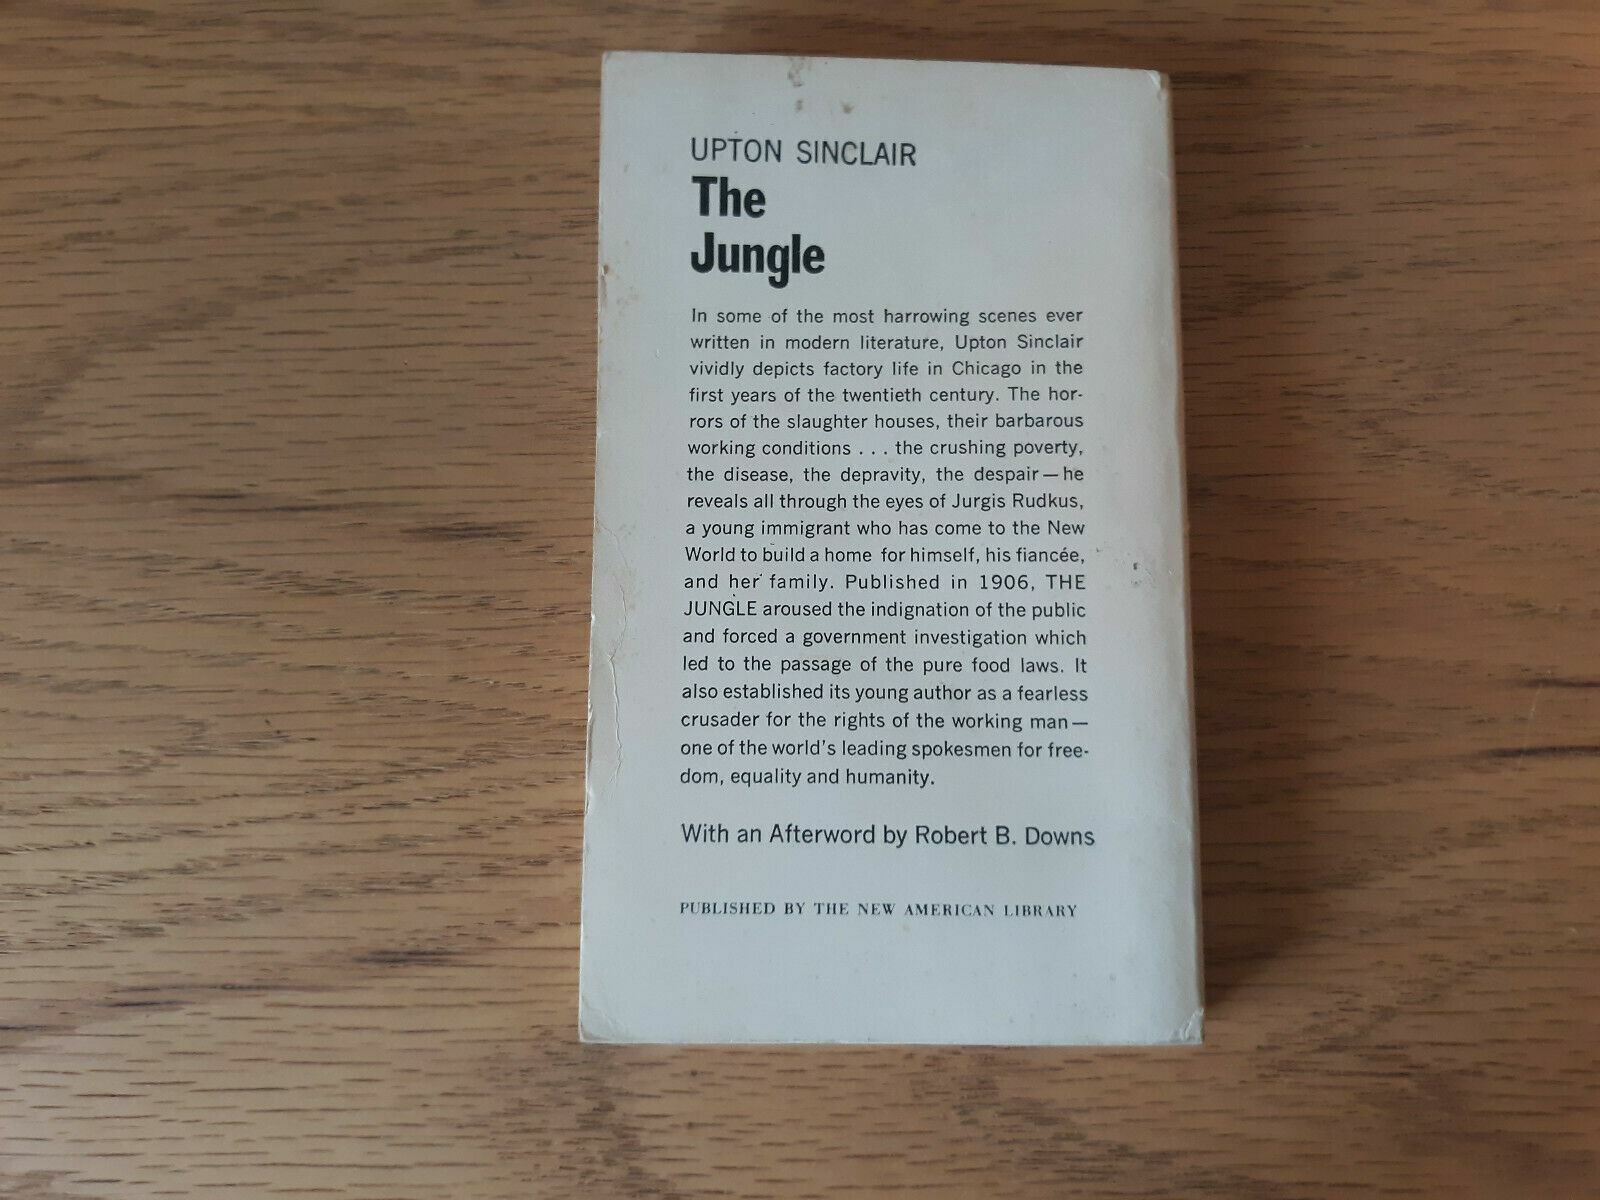 UPTON SINCLAIR
The
Jungle
In some of the most harrowing scenes ever
written in modern literature, Upton Sinclair
vividly depicts factory life in Chicago in the
first years of the twentieth century. The hor-
rors of the slaughter houses, their barbarous
working conditions . . . the crushing poverty,
the disease, the depravity, the despair — he
reveals all through the eyes of Jurgis Rudkus,
a young immigrant who has come to the New
World to build a home for himself, his fiancée,
and her family. Published in 1906, THE
JUNGLE aroused the indignation of the public
and forced a government investigation which
led to the passage of the pure food laws. It
also established its young author as a fearless
crusader for the rights of the working man —
one of the world's leading spokesmen for free-
dom, equality and humanity.
With an Afterword by Robert B. Downs
PUBLISHED BY THE NEW AMERICAN LIBRARY